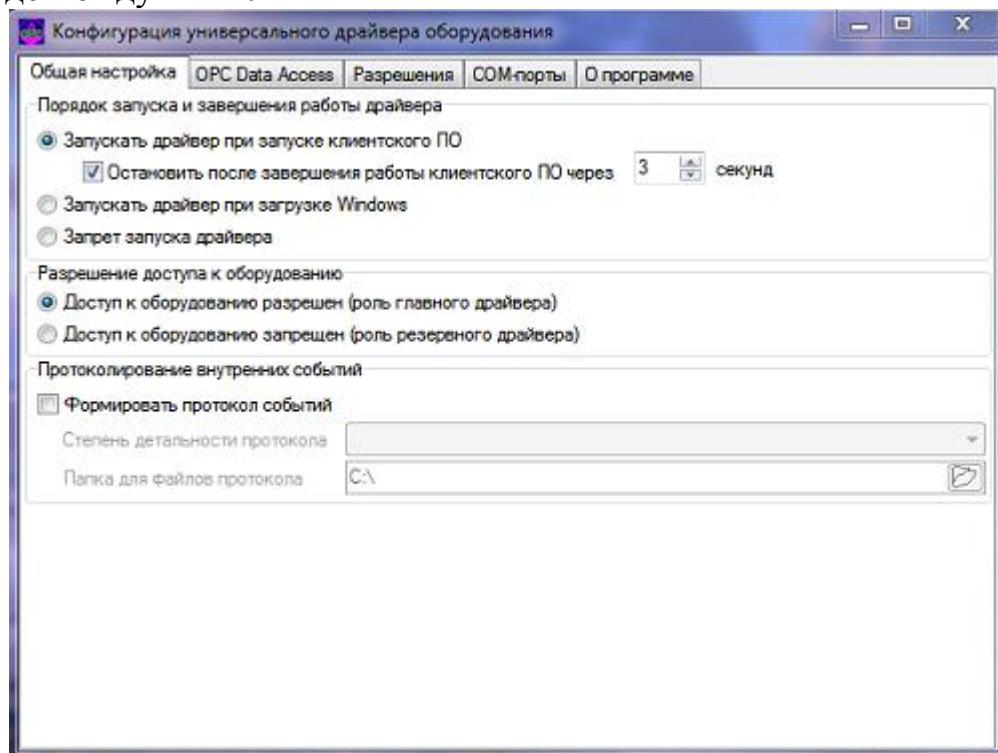 Конфигурация универсального драйвера оборудования
Общая настройка OPC Data Access Разрешения COM-порты О программе
Порядок запуска и завершения работы драйвера
Запускать драйвер при запуске клиентского ПО
Остановить после завершения работы клиентского ПО через 3 секунд
Запускать драйвер при загрузке Windows
Запрет запуска драйвера
Разрешение доступа к оборудованию
Доступ к оборудованию разрешен (роль главного драйвера)
Доступ к оборудованию запрещен (роль резервного драйвера)
Протоколирование внутренних событий
Формировать протокол событий
Степень детальности протокола
Папка для файлов протокола C:\